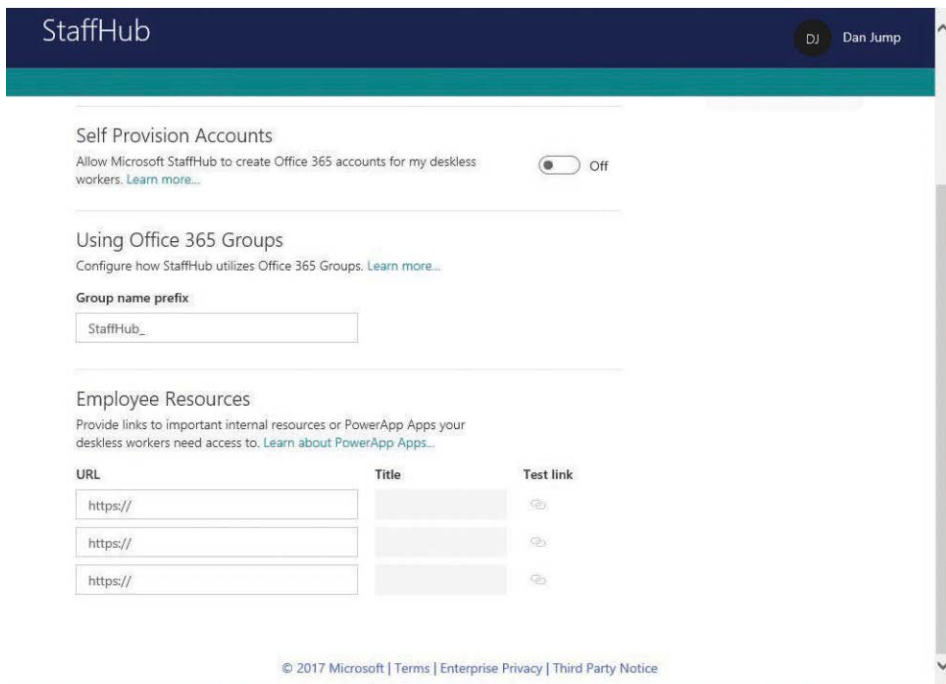 StaffHub
DJ Dan Jump
Self Provision Accounts
Allow Microsoft StaffHub to create Office 365 accounts for my deskless
workers. Learn more...
Off
Using Office 365 Groups
Configure how StaffHub utilizes Office 365 Groups. Learn more...
Group name prefix
StaffHub_
Employee Resources
Provide links to important internal resources or PowerApp Apps your
deskless workers need access to. Learn about PowerApp Apps...
URL Title Test link
https://
https://
https://
© 2017 Microsoft | Terms | Enterprise Privacy | Third Party Notice